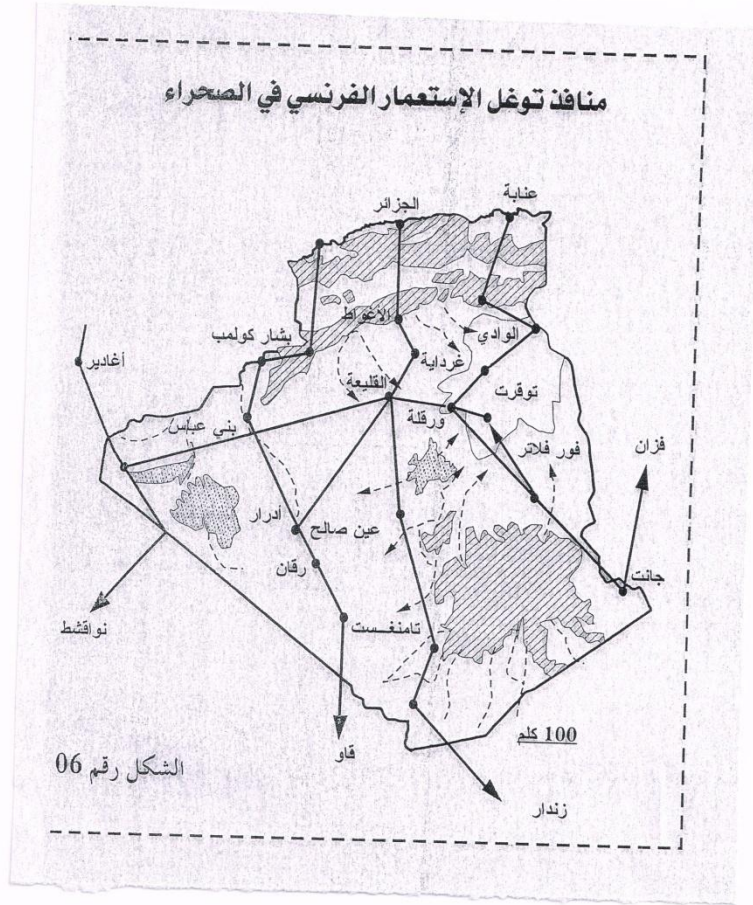 منافذ توغل الإستعمار الفرنسي في الصحراء
عنابة
الجزائر
الأغواط
الوادي
بشار كولمب
غرداية
أغادير
القليعة
توقرت
بني عباس
ورقلة
فور فلاتر
فزان
أدرار
عين صالح
رقان
جانت
تامنغست
نواقشط
100 كلم
قاو
الشكل رقم 06
زندار